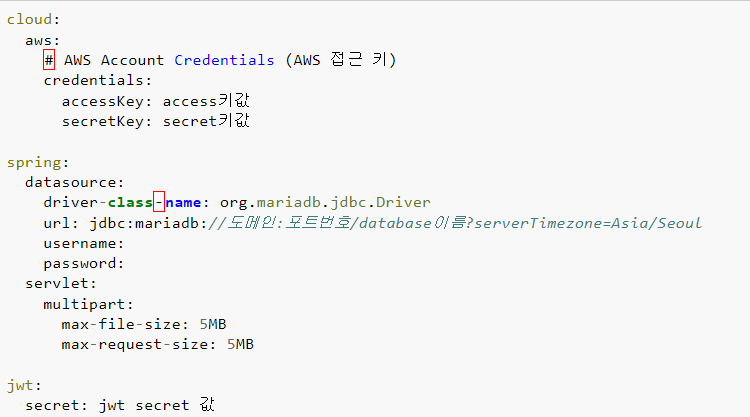 cloud:
aws:
# AWS Account Credentials (AWS 접근 키)
credentials:
accessKey: access키값
secretKey: secret키값
spring:
datasource:
driver-class-name: org.mariadb.jdbc.Driver
url: jdbc:mariadb://도메인:포트번호/database이름?serverTimezone=Asia/Seoul
username:
password:
servlet:
multipart:
max-file-size: 5MB
max-request-size: 5MB
jwt:
secret: jwt secret 값